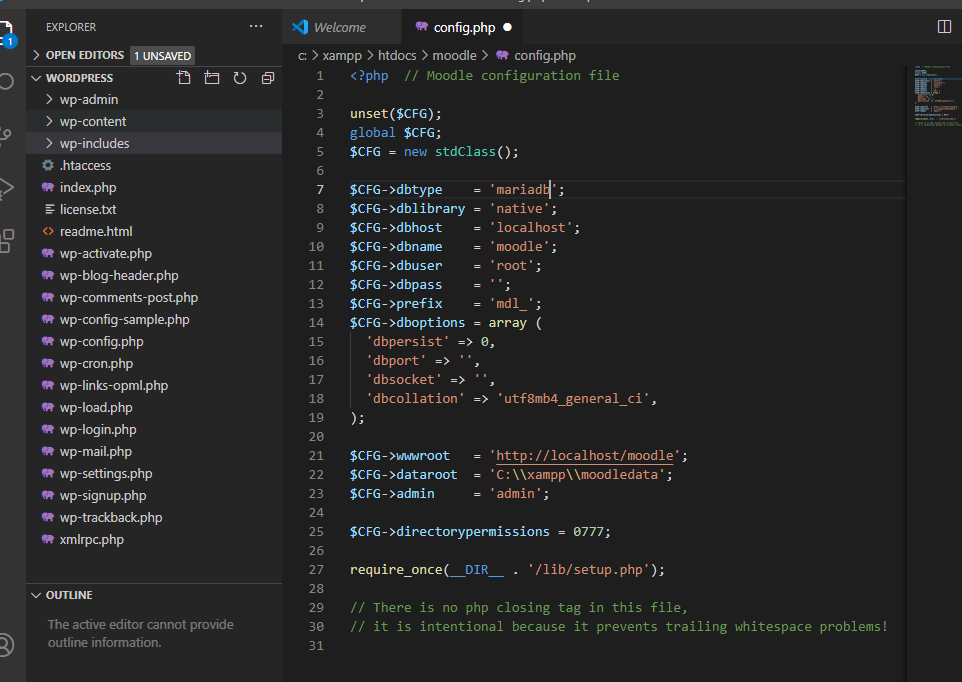 EXPLORER
···
Welcome
config.php
1
OPEN EDITORS
1 UNSAVED
c: > xampp > htdocs > moodle > config.php
WORDPRESS
wp-admin
wp-content
wp-includes
.htaccess
index.php
license.txt
readme.html
wp-activate.php
wp-blog-header.php
wp-comments-post.php
wp-config-sample.php
wp-config.php
wp-cron.php
wp-links-opml.php
wp-load.php
wp-login.php
wp-mail.php
wp-settings.php
wp-signup.php
wp-trackback.php
xmlrpc.php
OUTLINE
The active editor cannot provide
outline information.
1 <?php  // Moodle configuration file
2
3 unset($CFG);
4 global $CFG;
5 $CFG = new stdClass();
6
7 $CFG->dbtype    = 'mariadb';
8 $CFG->dblibrary = 'native';
9 $CFG->dbhost    = 'localhost';
10 $CFG->dbname    = 'moodle';
11 $CFG->dbuser    = 'root';
12 $CFG->dbpass    = '';
13 $CFG->prefix    = 'mdl_';
14 $CFG->dboptions = array (
15   'dbpersist' => 0,
16   'dbport' => '',
17   'dbsocket' => '',
18   'dbcollation' => 'utf8mb4_general_ci',
19 );
20
21 $CFG->wwwroot   = 'http://localhost/moodle';
22 $CFG->dataroot  = 'C:\\xampp\\moodledata';
23 $CFG->admin     = 'admin';
24
25 $CFG->directorypermissions = 0777;
26
27 require_once(__DIR__ . '/lib/setup.php');
28
29 // There is no php closing tag in this file,
30 // it is intentional because it prevents trailing whitespace problems!
31